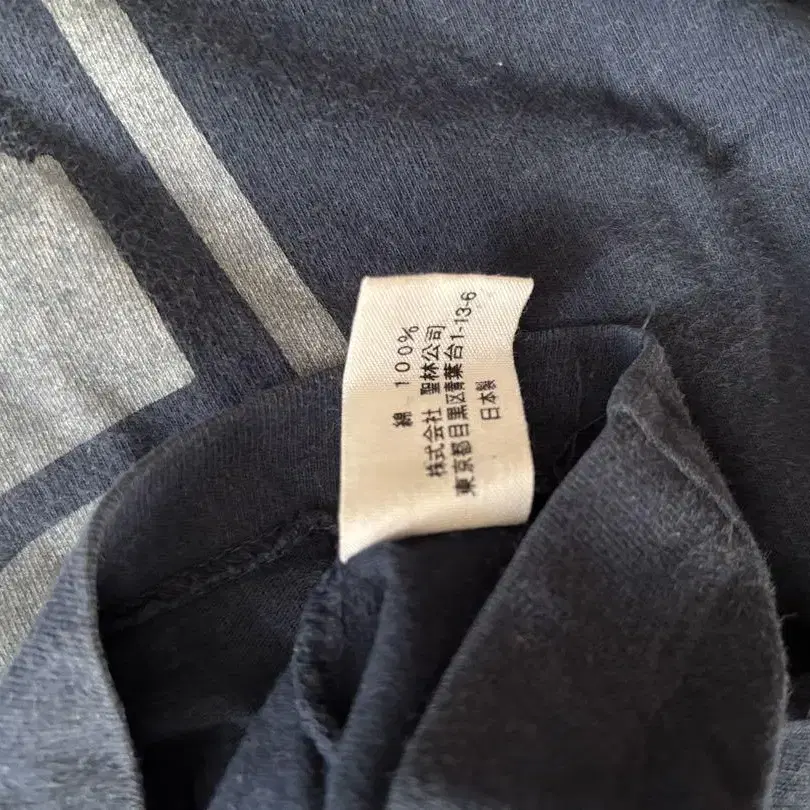 綿 100%
株式会社 聖林公司
東京都目黒区青葉台1-13-6
日本製